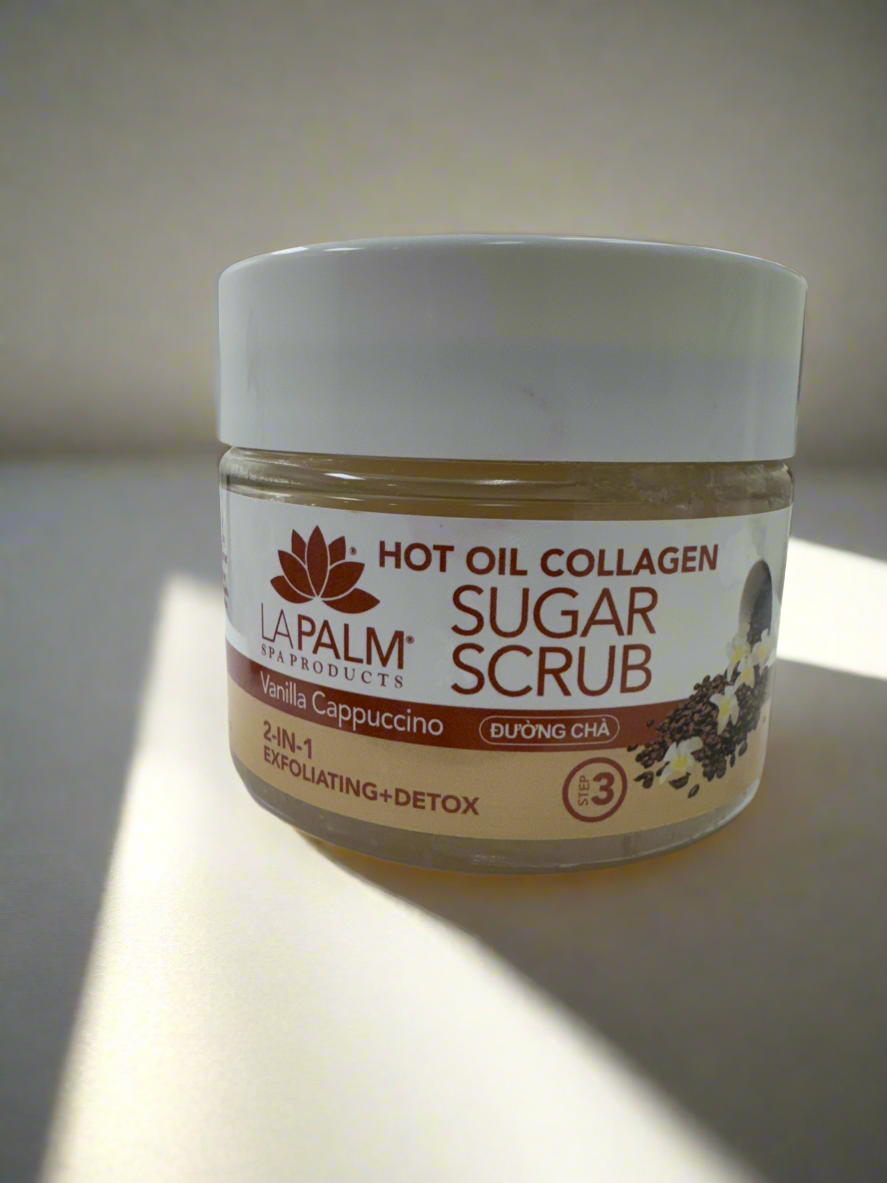 LAPALM®
SPA PRODUCTS
HOT OIL COLLAGEN
SUGAR
SCRUB
Vanilla Cappuccino
ĐƯỜNG CHÀ
2-IN-1
EXFOLIATING+DETOX
STEP 3